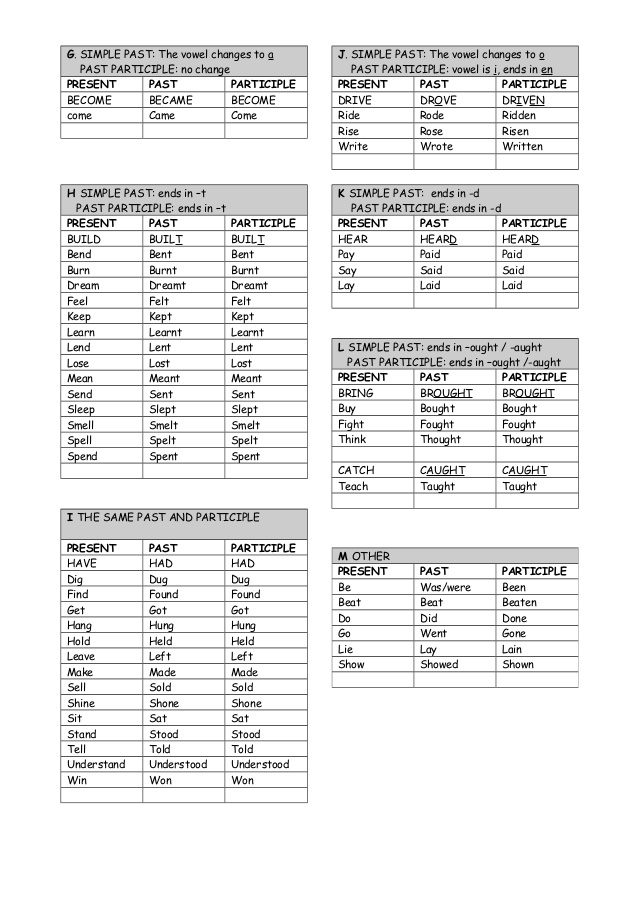 G. SIMPLE PAST: The vowel changes to a
PAST PARTICIPLE: no change
PRESENT PAST PARTICIPLE
BECOME BECAME BECOME
come Came Come
H SIMPLE PAST: ends in –t
PAST PARTICIPLE: ends in –t
PRESENT PAST PARTICIPLE
BUILD BUILT BUILT
Bend Bent Bent
Burn Burnt Burnt
Dream Dreamt Dreamt
Feel Felt Felt
Keep Kept Kept
Learn Learnt Learnt
Lend Lent Lent
Lose Lost Lost
Mean Meant Meant
Send Sent Sent
Sleep Slept Slept
Smell Smelt Smelt
Spell Spelt Spelt
Spend Spent Spent
I THE SAME PAST AND PARTICIPLE
PRESENT PAST PARTICIPLE
HAVE HAD HAD
Dig Dug Dug
Find Found Found
Get Got Got
Hang Hung Hung
Hold Held Held
Leave Left Left
Make Made Made
Sell Sold Sold
Shine Shone Shone
Sit Sat Sat
Stand Stood Stood
Tell Told Told
Understand Understood Understood
Win Won Won
J. SIMPLE PAST: The vowel changes to o
PAST PARTICIPLE: vowel is i, ends in en
PRESENT PAST PARTICIPLE
DRIVE DROVE DRIVEN
Ride Rode Ridden
Rise Rose Risen
Write Wrote Written
K SIMPLE PAST: ends in -d
PAST PARTICIPLE: ends in -d
PRESENT PAST PARTICIPLE
HEAR HEARD HEARD
Pay Paid Paid
Say Said Said
Lay Laid Laid
L SIMPLE PAST: ends in –ought / -aught
PAST PARTICIPLE: ends in –ought /-aught
PRESENT PAST PARTICIPLE
BRING BROUGHT BROUGHT
Buy Bought Bought
Fight Fought Fought
Think Thought Thought
CATCH CAUGHT CAUGHT
Teach Taught Taught
M OTHER
PRESENT PAST PARTICIPLE
Be Was/were Been
Beat Beat Beaten
Do Did Done
Go Went Gone
Lie Lay Lain
Show Showed Shown